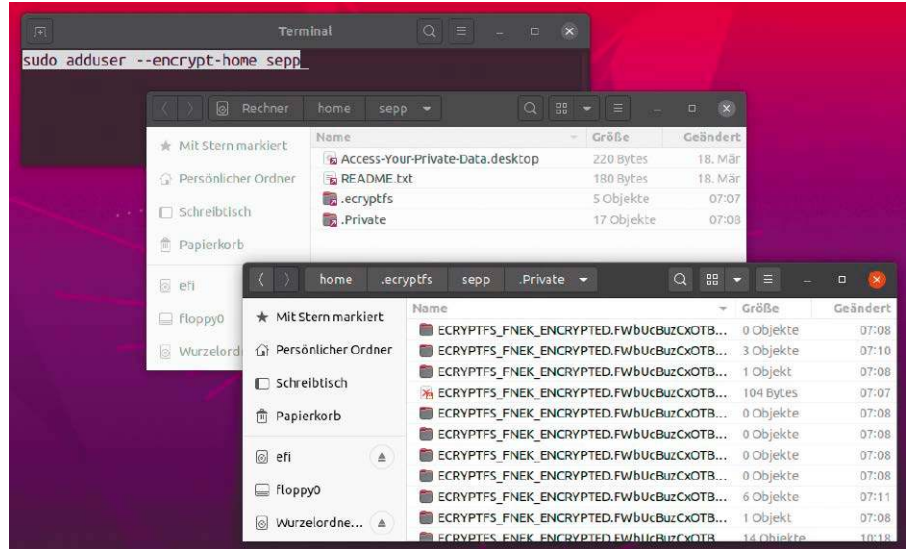 Terminal
sudo adduser --encrypt-home sepp
Rechner home sepp
Mit Stern markiert
Persönlicher Ordner
Schreibtisch
Papierkorb
efi
floppy0
Wurzelord
Name Größe Geändert
Access-Your-Private-Data.desktop 220 Bytes 18. Mär
README.txt 180 Bytes 18. Mär
.ecryptfs 5 Objekte 07:07
.Private 17 Objekte 07:08
home .ecryptfs sepp .Private
Mit Stern markiert
Persönlicher Ordner
Schreibtisch
Papierkorb
efi
floppy0
Wurzelordne...
Name Größe Geändert
ECRYPTFS_FNEK_ENCRYPTED.FWbUcBuzCxOTB... 0 Objekte 07:08
ECRYPTFS_FNEK_ENCRYPTED.FWbUcBuzCxOTB... 3 Objekte 07:10
ECRYPTFS_FNEK_ENCRYPTED.FWbUcBuzCxOTB... 1 Objekt 07:08
ECRYPTFS_FNEK_ENCRYPTED.FWbUcBuzCxOTB... 104 Bytes 07:07
ECRYPTFS_FNEK_ENCRYPTED.FWbUcBuzCxOTB... 0 Objekte 07:08
ECRYPTFS_FNEK_ENCRYPTED.FWbUcBuzCxOTB... 0 Objekte 07:08
ECRYPTFS_FNEK_ENCRYPTED.FWbUcBuzCxOTB... 0 Objekte 07:08
ECRYPTFS_FNEK_ENCRYPTED.FWbUcBuzCxOTB... 0 Objekte 07:08
ECRYPTFS_FNEK_ENCRYPTED.FWbUcBuzCxOTB... 6 Objekte 07:11
ECRYPTFS_FNEK_ENCRYPTED.FWbUcBuzCxOTB... 1 Objekt 07:08
ECRYPTFS_FNEK_ENCRYPTED.FWbUcBuzCxOTB... 14 Objekte 10:18